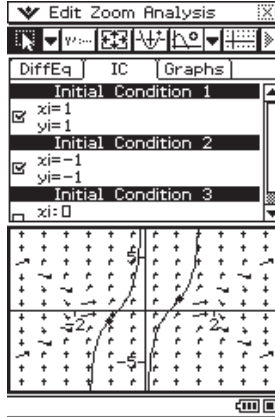 Edit Zoom Analysis
DiffEq IC Graphs
Initial Condition 1
xi=1
yi=1
Initial Condition 2
xi=-1
yi=-1
Initial Condition 3
xi:
5
-2 2
-5